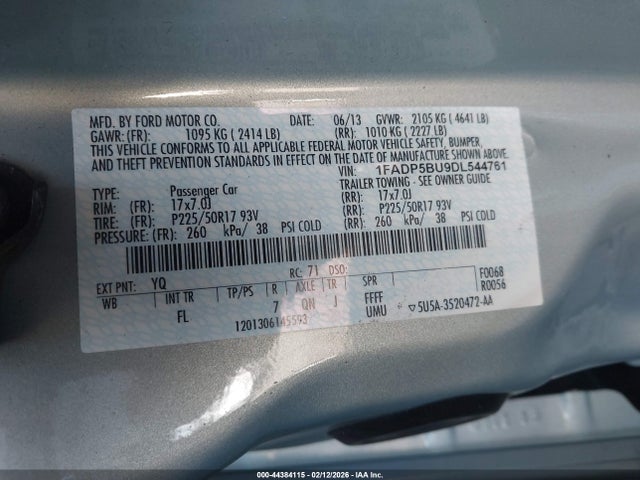 MFD. BY FORD MOTOR CO. DATE: 06/13 GVWR: 2105 KG ( 4641 LB)
GAWR: (FR): 1095 KG ( 2414 LB) (RR): 1010 KG ( 2227 LB)
THIS VEHICLE CONFORMS TO ALL APPLICABLE FEDERAL MOTOR VEHICLE SAFETY, BUMPER,
AND THEFT PREVENTION STANDARDS IN EFFECT ON THE DATE OF MANUFACTURE SHOWN ABOVE.
VIN: 1FADP5BU9DL544761
TYPE: Passenger Car TRAILER TOWING - SEE OWNER GUIDE
RIM: (FR): 17x7.0J (RR): 17x7.0J
TIRE: (FR): P225/50R17 93V (RR): P225/50R17 93V
PRESSURE: (FR): 260 kPa/ 38 PSI COLD (RR): 260 kPa/ 38 PSI COLD
EXT PNT: YQ RC: 71 DSO: F0068
WB INT TR TP/PS R AXLE TR SPR R0056
FL 7 QN J FFFF
UMU ▽5U5A-3520472-AA
1201306145593
000-44384115 - 02/12/2026 - IAA Inc.